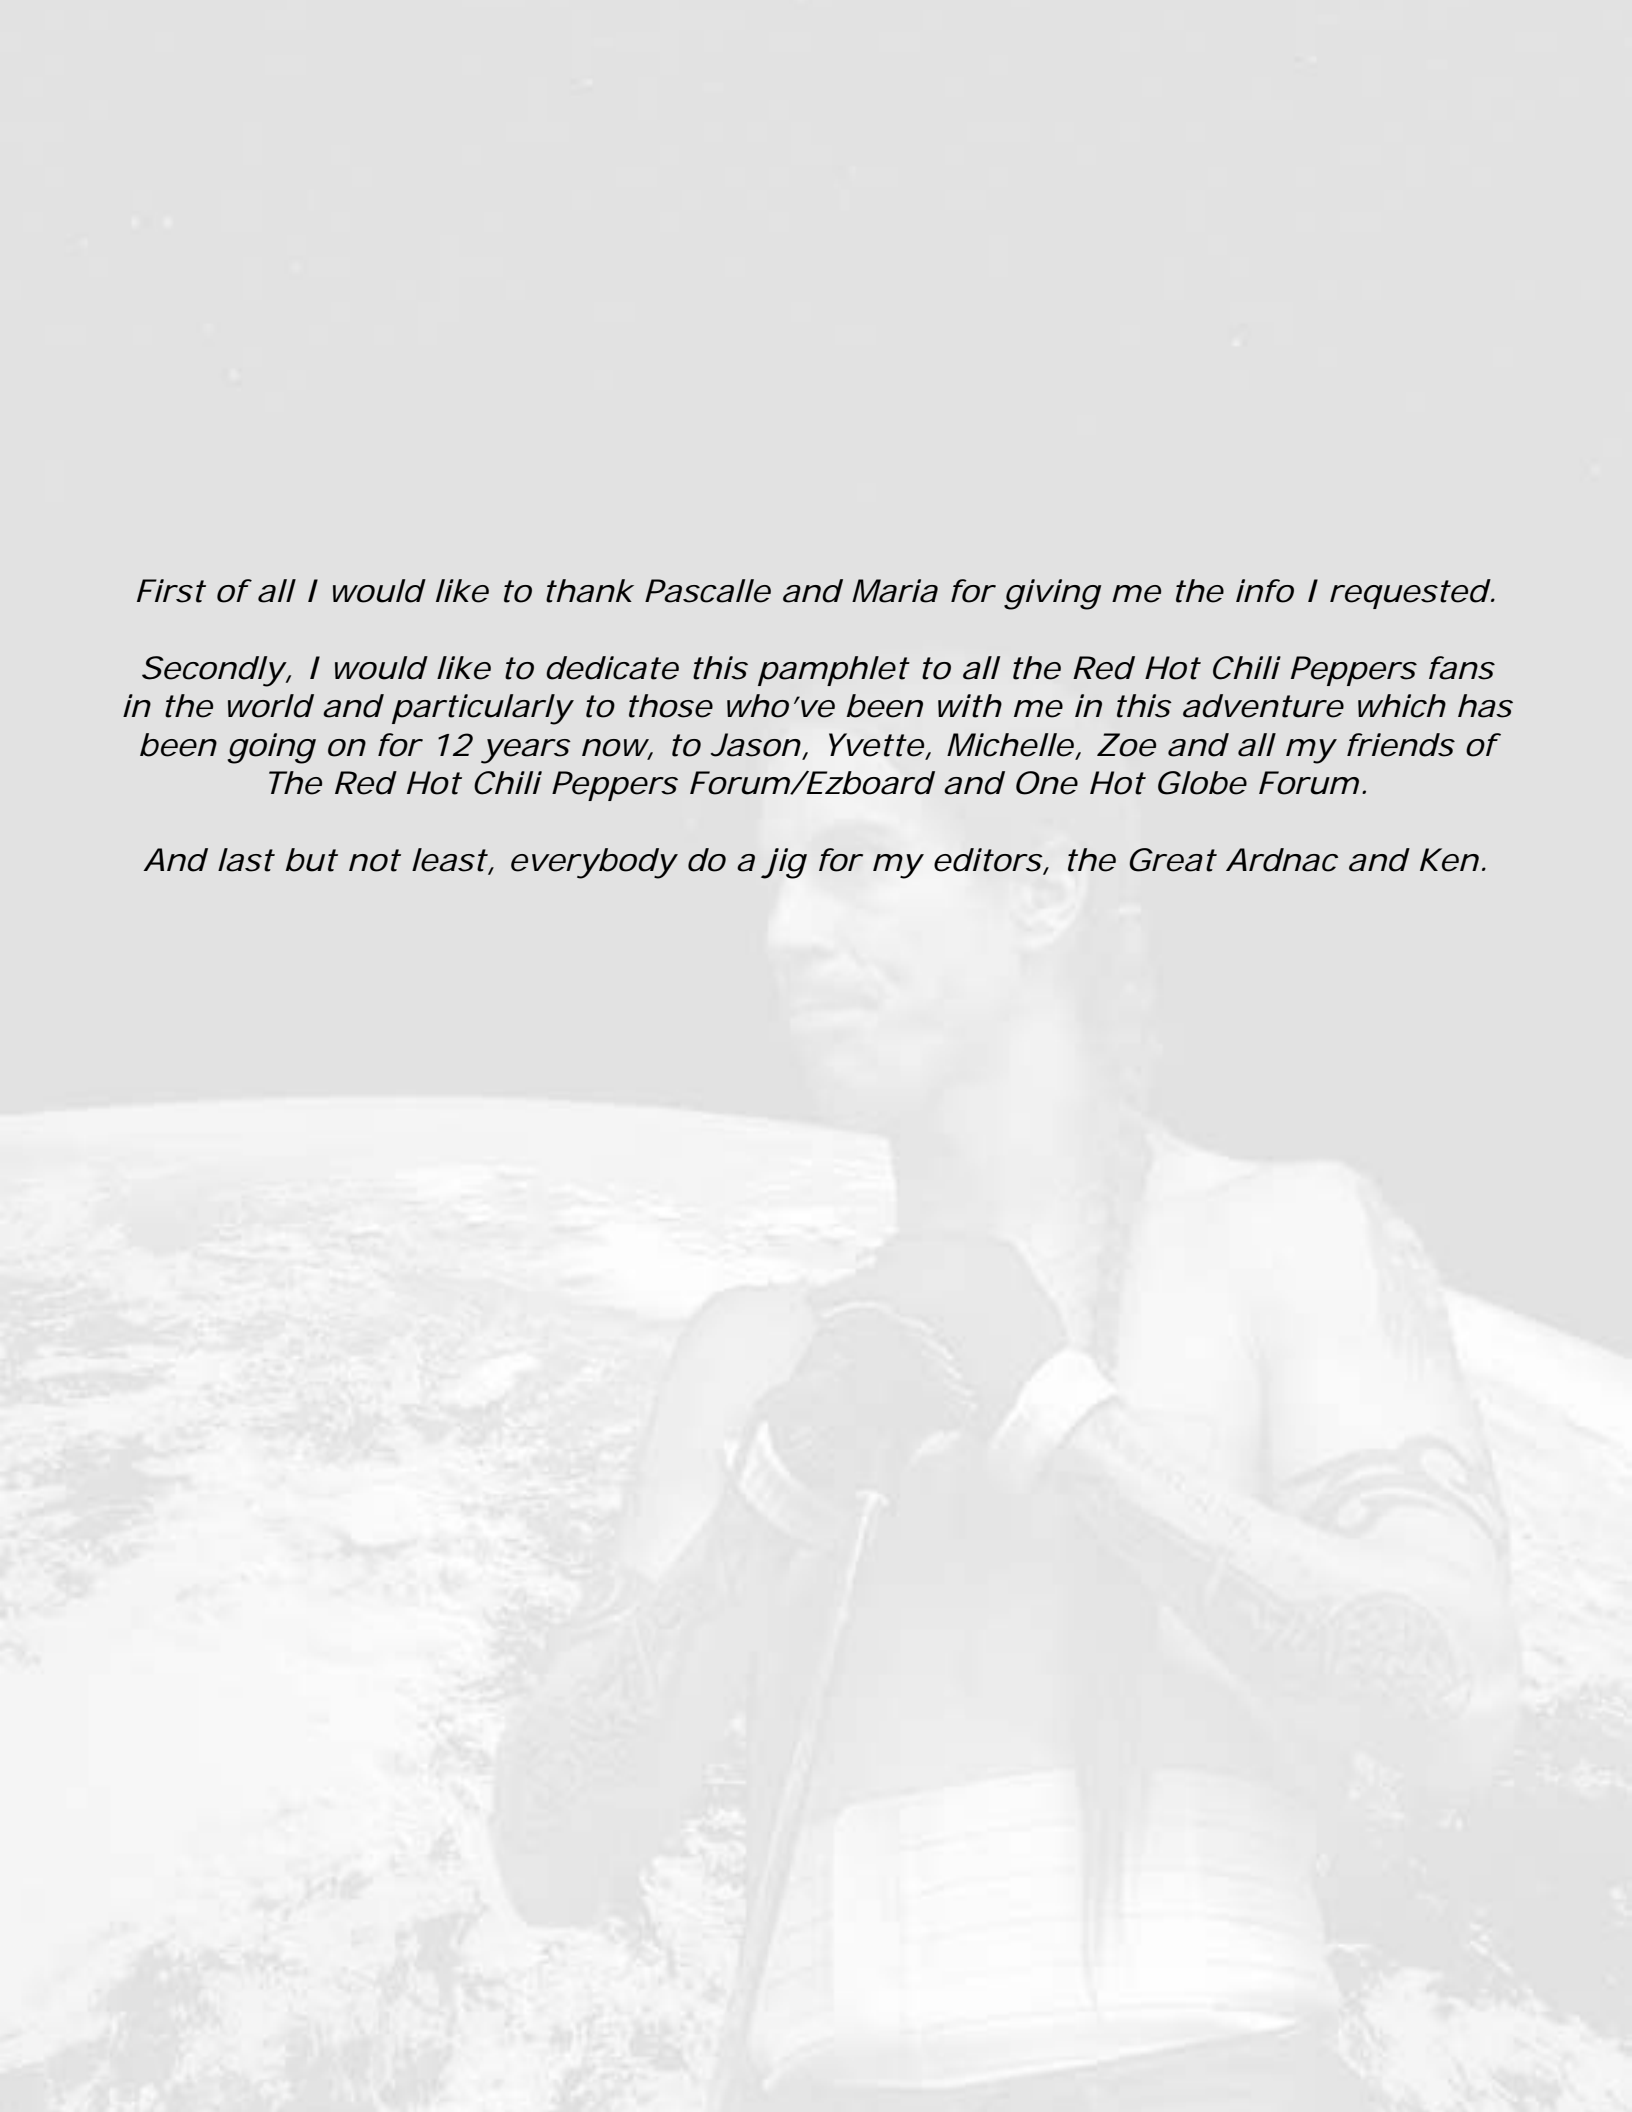 First of all I would like to thank Pascalle and Maria for giving me the info I requested.
Secondly, I would like to dedicate this pamphlet to all the Red Hot Chili Peppers fans
in the world and particularly to those who’ve been with me in this adventure which has
been going on for 12 years now, to Jason, Yvette, Michelle, Zoe and all my friends of
The Red Hot Chili Peppers Forum/Ezboard and One Hot Globe Forum.
And last but not least, everybody do a jig for my editors, the Great Ardnac and Ken.